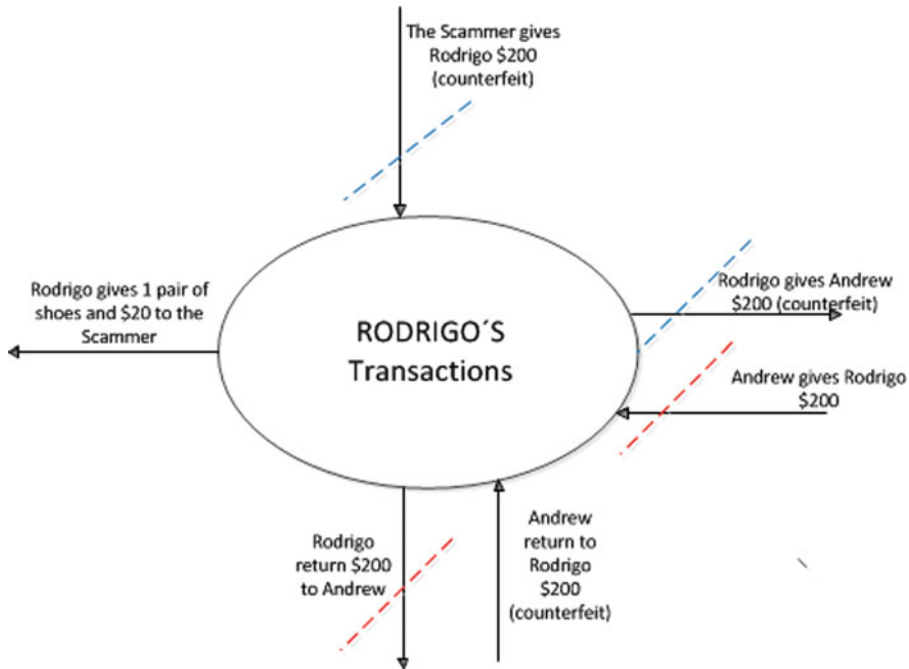 The Scammer gives
Rodrigo $200
(counterfeit)
Rodrigo gives 1 pair of
shoes and $20 to the
Scammer
RODRIGO´S
Transactions
Rodrigo gives Andrew
$200 (counterfeit)
Andrew gives Rodrigo
$200
Rodrigo
return $200
to Andrew
Andrew
return to
Rodrigo
$200
(counterfeit)